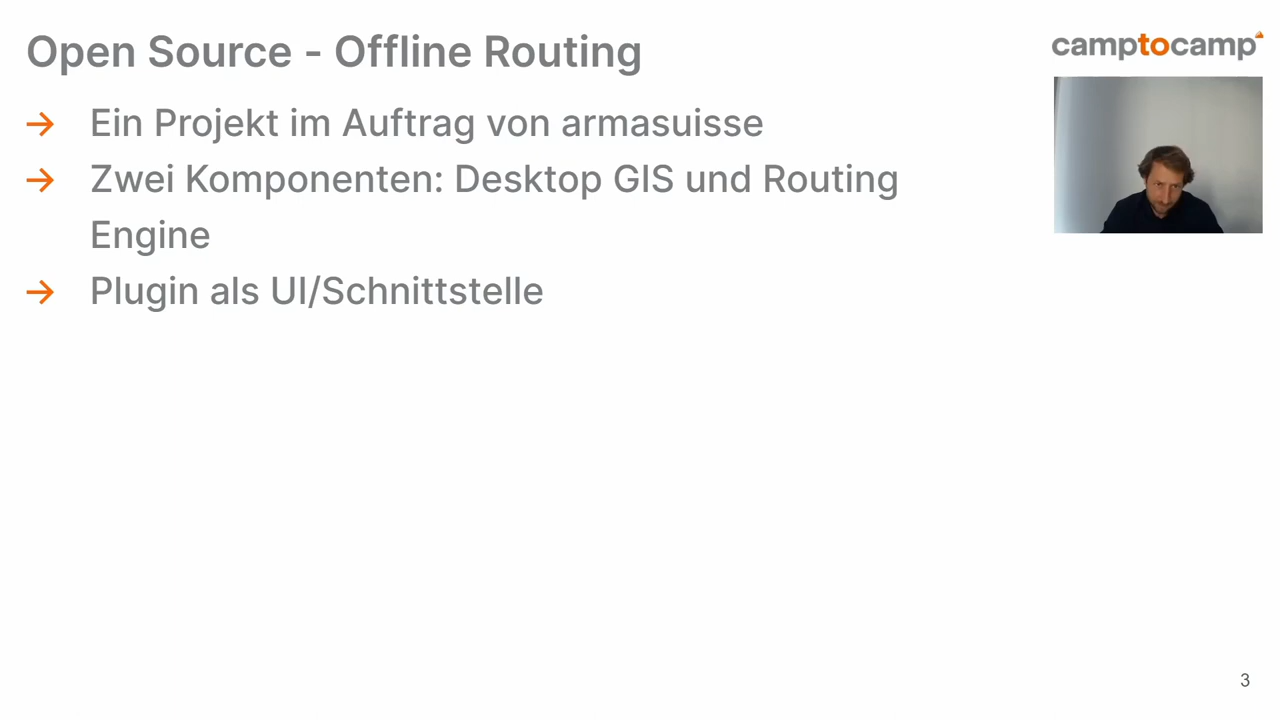 Open Source - Offline Routing
camptocamp
→ Ein Projekt im Auftrag von armasuisse
→ Zwei Komponenten: Desktop GIS und Routing
Engine
→ Plugin als UI/Schnittstelle
3